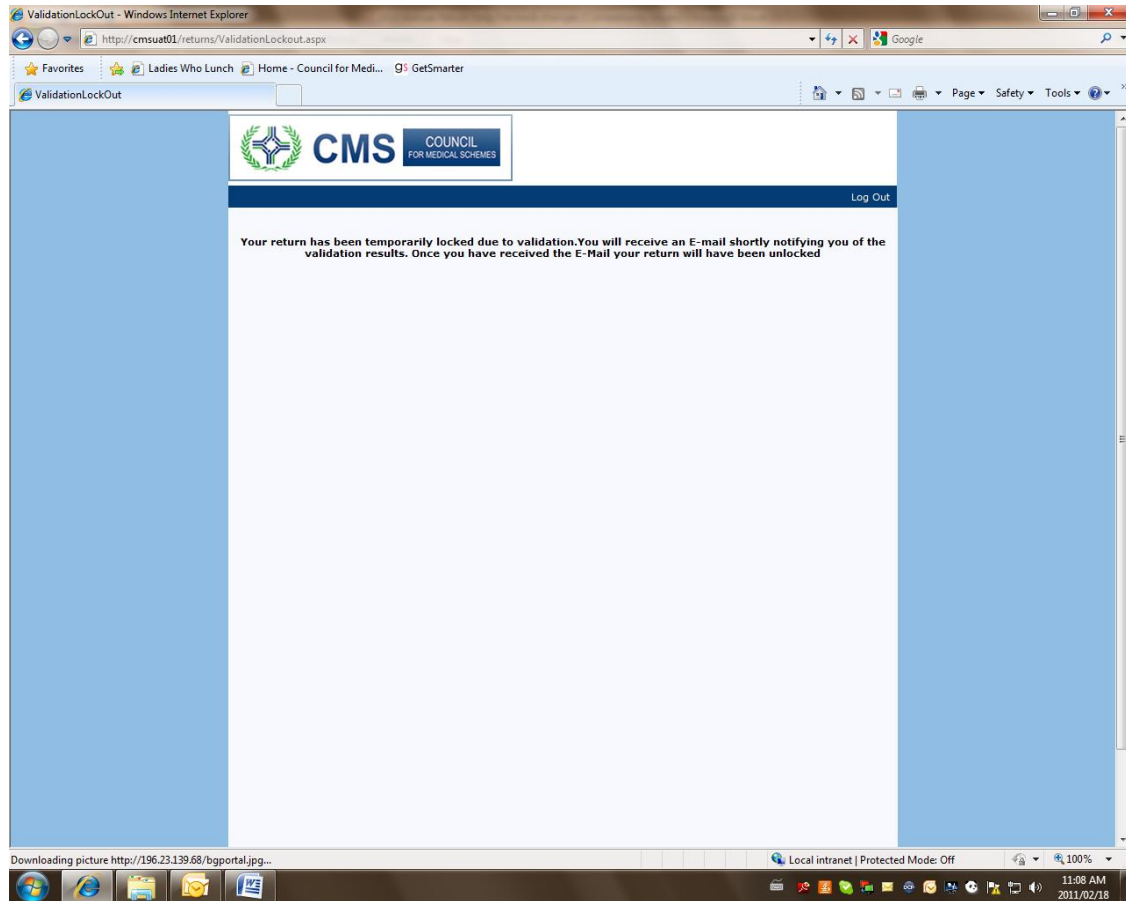 ValidationLockOut - Windows Internet Explorer
http://cmsuat01/returns/ValidationLockout.aspx
Google
Favorites Ladies Who Lunch Home - Council for Medi... gs GetSmarter
ValidationLockOut
Page Safety Tools
CMS COUNCIL
FOR MEDICAL SCHEMES
Log Out
Your return has been temporarily locked due to validation.You will receive an E-mail shortly notifying you of the
validation results. Once you have received the E-Mail your return will have been unlocked
Downloading picture http://196.23.139.68/bgportal.jpg...
Local intranet | Protected Mode: Off
100%
11:08 AM
2011/02/18